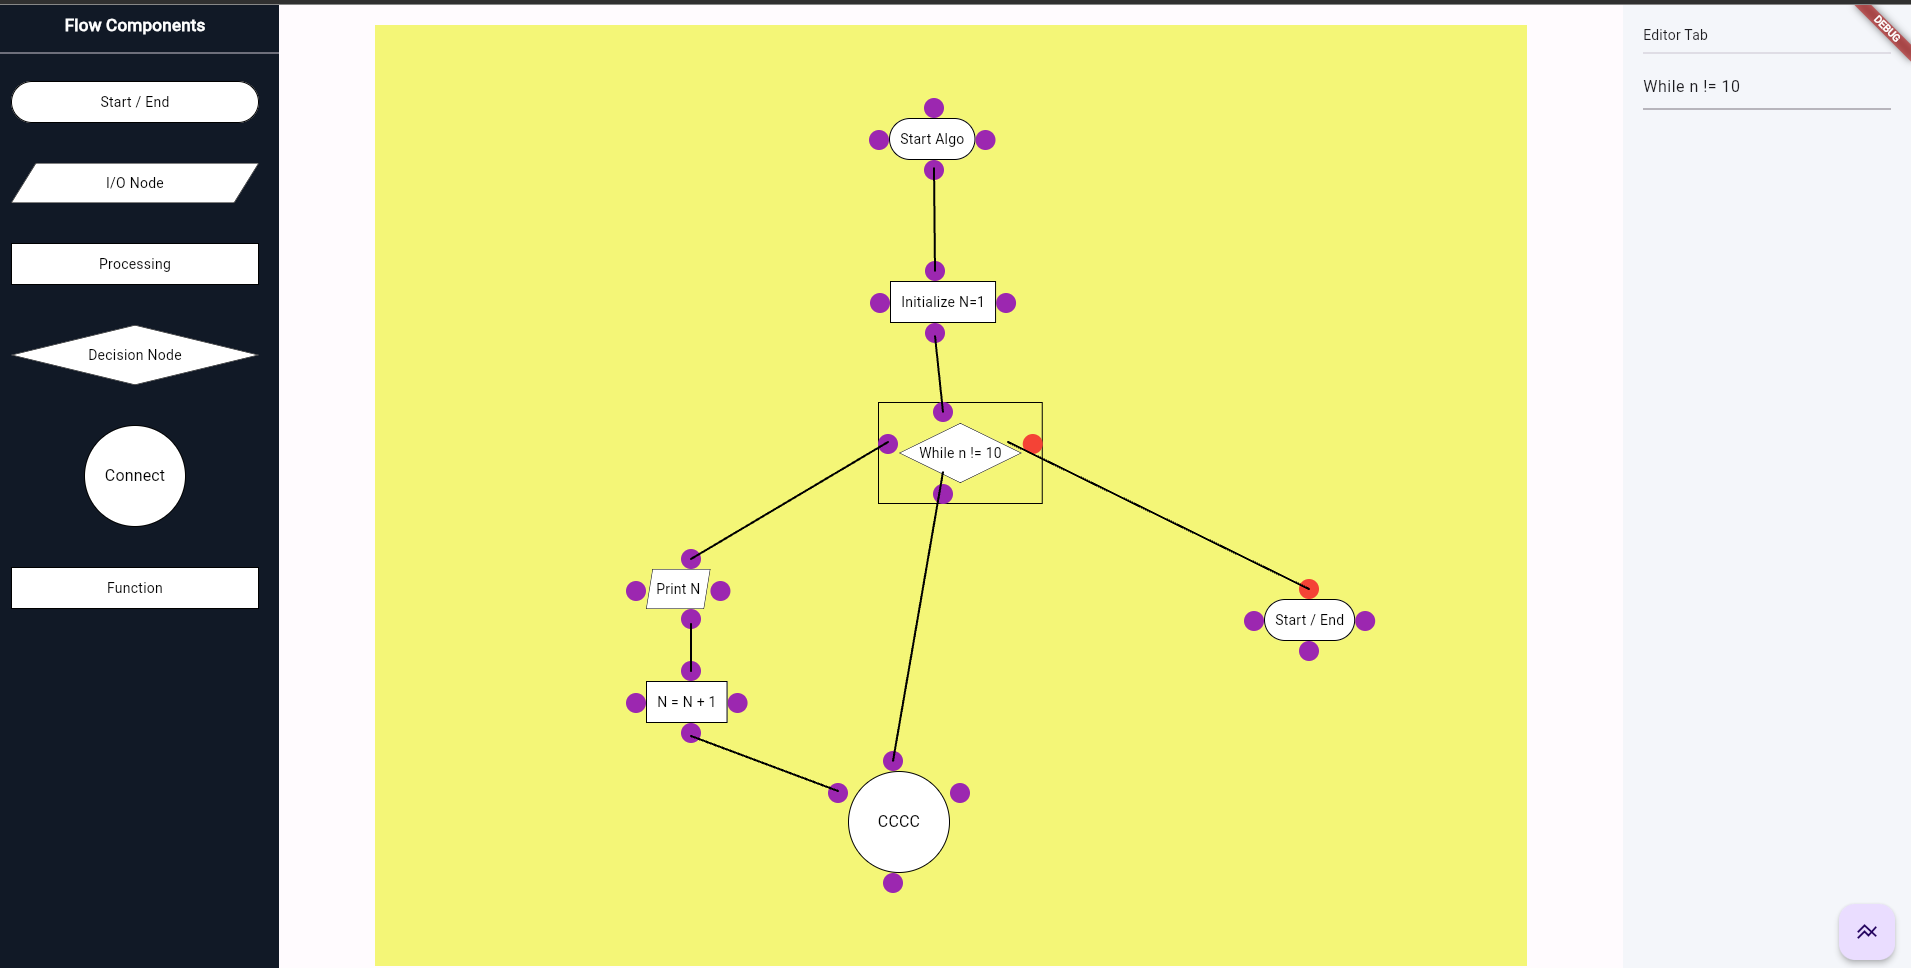 Flow Components
Start / End
I/O Node
Processing
Decision Node
Connect
Function
Start Algo
Initialize N=1
While n != 10
Print N
Start / End
N = N + 1
CCCC
Editor Tab
While n != 10
DEBUG